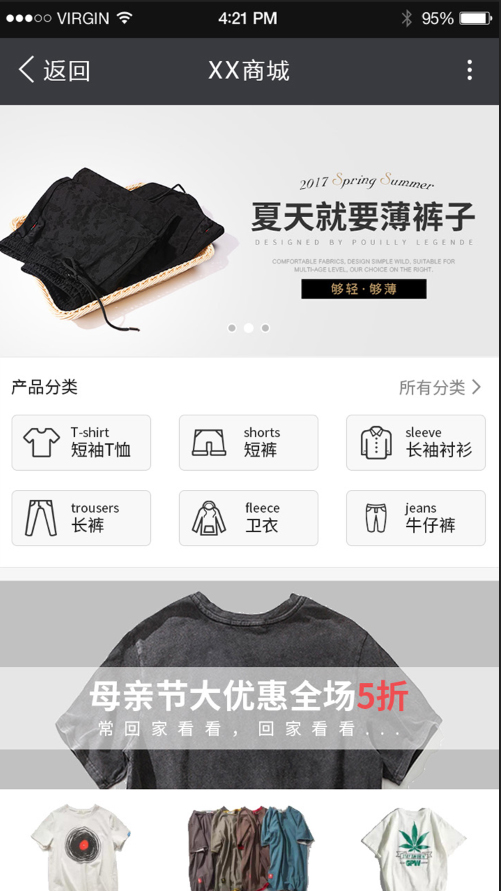 VIRGIN
4:21 PM
95%
返回
XX商城
2017 Spring Summer
夏天就要薄裤子
DESIGNED BY POUILLY LEGENDE
COMFORTABLE FABRICS, DESIGN SIMPLE WILD, SUITABLE FOR
MULTI-AGE LEVEL, OUR CHOICE ON THE RIGHT.
够轻·够薄
产品分类
所有分类
T-shirt
短袖T恤
shorts
短裤
sleeve
长袖衬衫
trousers
长裤
fleece
卫衣
jeans
牛仔裤
母亲节大优惠全场5折
常回家看看，回家看看...